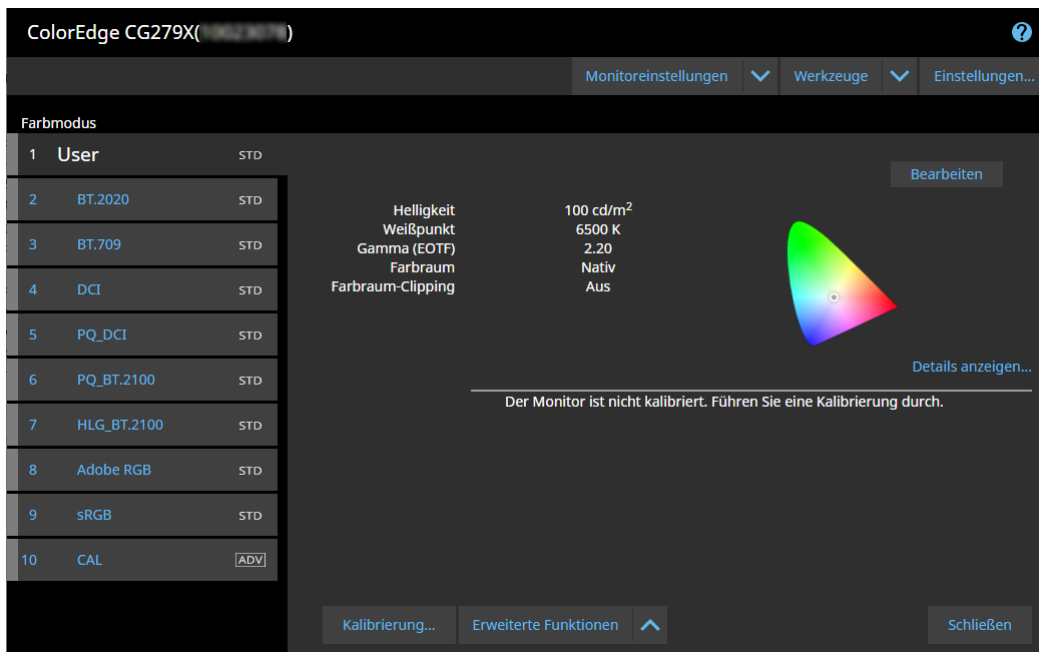 ColorEdge CG279X( )
?
Monitoreinstellungen Werkzeuge Einstellungen...
Farbmodus
1 User STD
2 BT.2020 STD
3 BT.709 STD
4 DCI STD
5 PQ_DCI STD
6 PQ_BT.2100 STD
7 HLG_BT.2100 STD
8 Adobe RGB STD
9 sRGB STD
10 CAL ADV
Bearbeiten
Helligkeit 100 cd/m²
Weißpunkt 6500 K
Gamma (EOTF) 2.20
Farbraum Nativ
Farbraum-Clipping Aus
Details anzeigen...
Der Monitor ist nicht kalibriert. Führen Sie eine Kalibrierung durch.
Kalibrierung... Erweiterte Funktionen Schließen